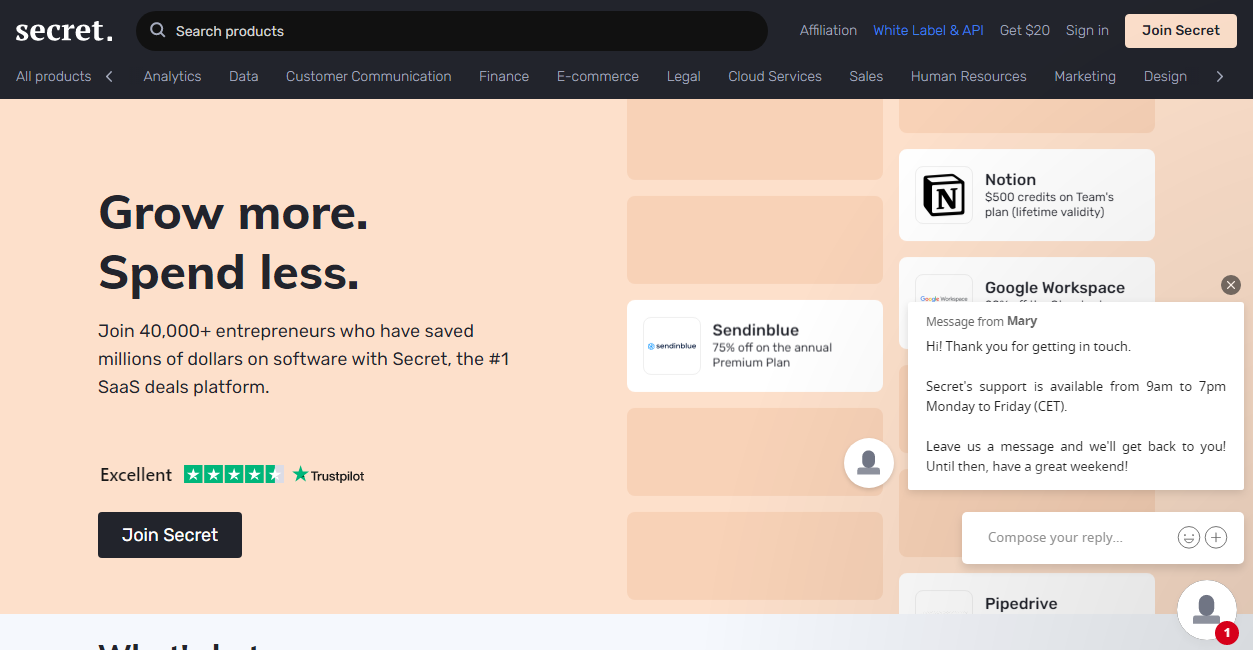 secret.
Search products
Affiliation
White Label & API
Get $20
Sign in
Join Secret
All products
Analytics
Data
Customer Communication
Finance
E-commerce
Legal
Cloud Services
Sales
Human Resources
Marketing
Design
Grow more.
Spend less.
Join 40,000+ entrepreneurs who have saved
millions of dollars on software with Secret, the #1
SaaS deals platform.
Excellent
Trustpilot
Join Secret
sendinblue
Sendinblue
75% off on the annual
Premium Plan
N
Notion
$500 credits on Team's
plan (lifetime validity)
Google Workspace
Google Workspace
Message from Mary
Hi! Thank you for getting in touch.
Secret's support is available from 9am to 7pm
Monday to Friday (CET).
Leave us a message and we'll get back to you!
Until then, have a great weekend!
Compose your reply...
Pipedrive
1